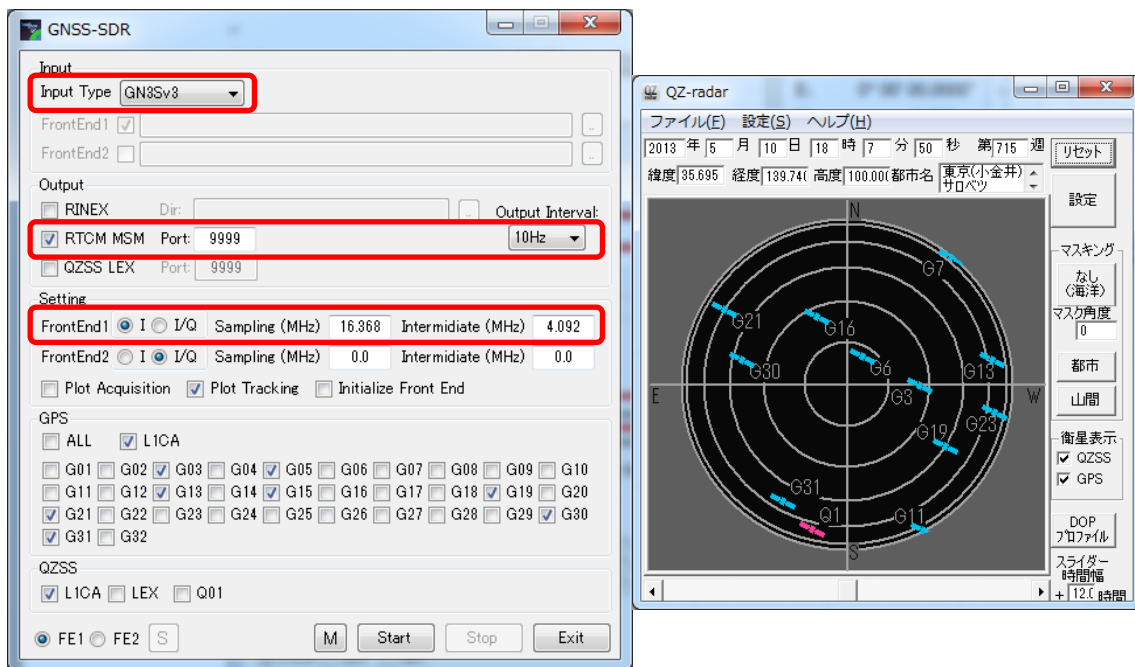 GNSS-SDR
Input
Input Type GN3Sv3
FrontEnd1 ..
FrontEnd2 ..
Output
RINEX Dir: .. Output Interval:
RTCM MSM Port: 9999 10Hz
QZSS LEX Port: 9999
Setting
FrontEnd1 I I/Q Sampling (MHz) 16.368 Intermidiate (MHz) 4.092
FrontEnd2 I I/Q Sampling (MHz) 0.0 Intermidiate (MHz) 0.0
Plot Acquisition Plot Tracking Initialize Front End
GPS
ALL L1CA
G01 G02 G03 G04 G05 G06 G07 G08 G09 G10
G11 G12 G13 G14 G15 G16 G17 G18 G19 G20
G21 G22 G23 G24 G25 G26 G27 G28 G29 G30
G31 G32
QZSS
L1CA LEX Q01
FE1 FE2 S M Start Stop Exit
QZ-radar
ファイル(F) 設定(S) ヘルプ(H)
2013 年 5 月 10 日 18 時 7 分 50 秒 第 715 週
緯度 35.695 経度 139.74( 高度 100.00( 都市名 東京(小金井)
サロベツ
リセット
設定
マスキング
なし
(海洋)
マスク角度
0
都市
山間
衛星表示
QZSS
GPS
DOP
プロファイル
スライダー
時間幅
+ 12.( 時間
N
G7
G21
G16
G30
G6
G13
E
G3
W
G19
G23
G31
Q1
G11
S